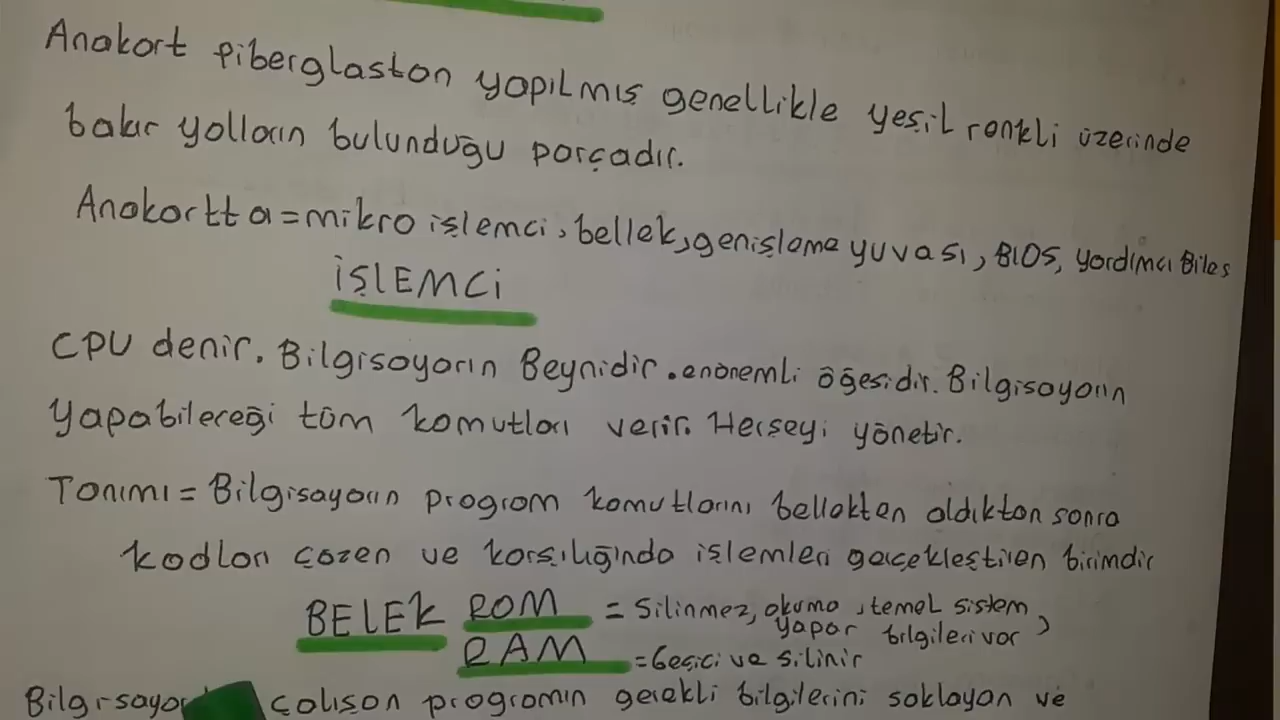 Anakart fiberglastan yapılmış genellikle yeşil renkli üzerinde
bakır yolların bulunduğu parçadır.
Anakartta = mikro işlemci, bellek, genişleme yuvası, BIOS, yardımcı Biles
İŞLEMCİ
CPU denir. Bilgisayarın Beynidir. en önemli öğesidir. Bilgisayarın
yapabileceği tüm komutları verir. Herşeyi yönetir.
Tanımı = Bilgisayarın program komutlarını bellekten aldıktan sonra
kodları çözen ve karşılığında işlemleri gerçekleştiren birimdir
BELEK ROM = Silinmez, okuma, temel sistem
yapar bilgileri var
RAM = Geçici ve silinir
çalışan programın gerekli bilgilerini saklayan ve